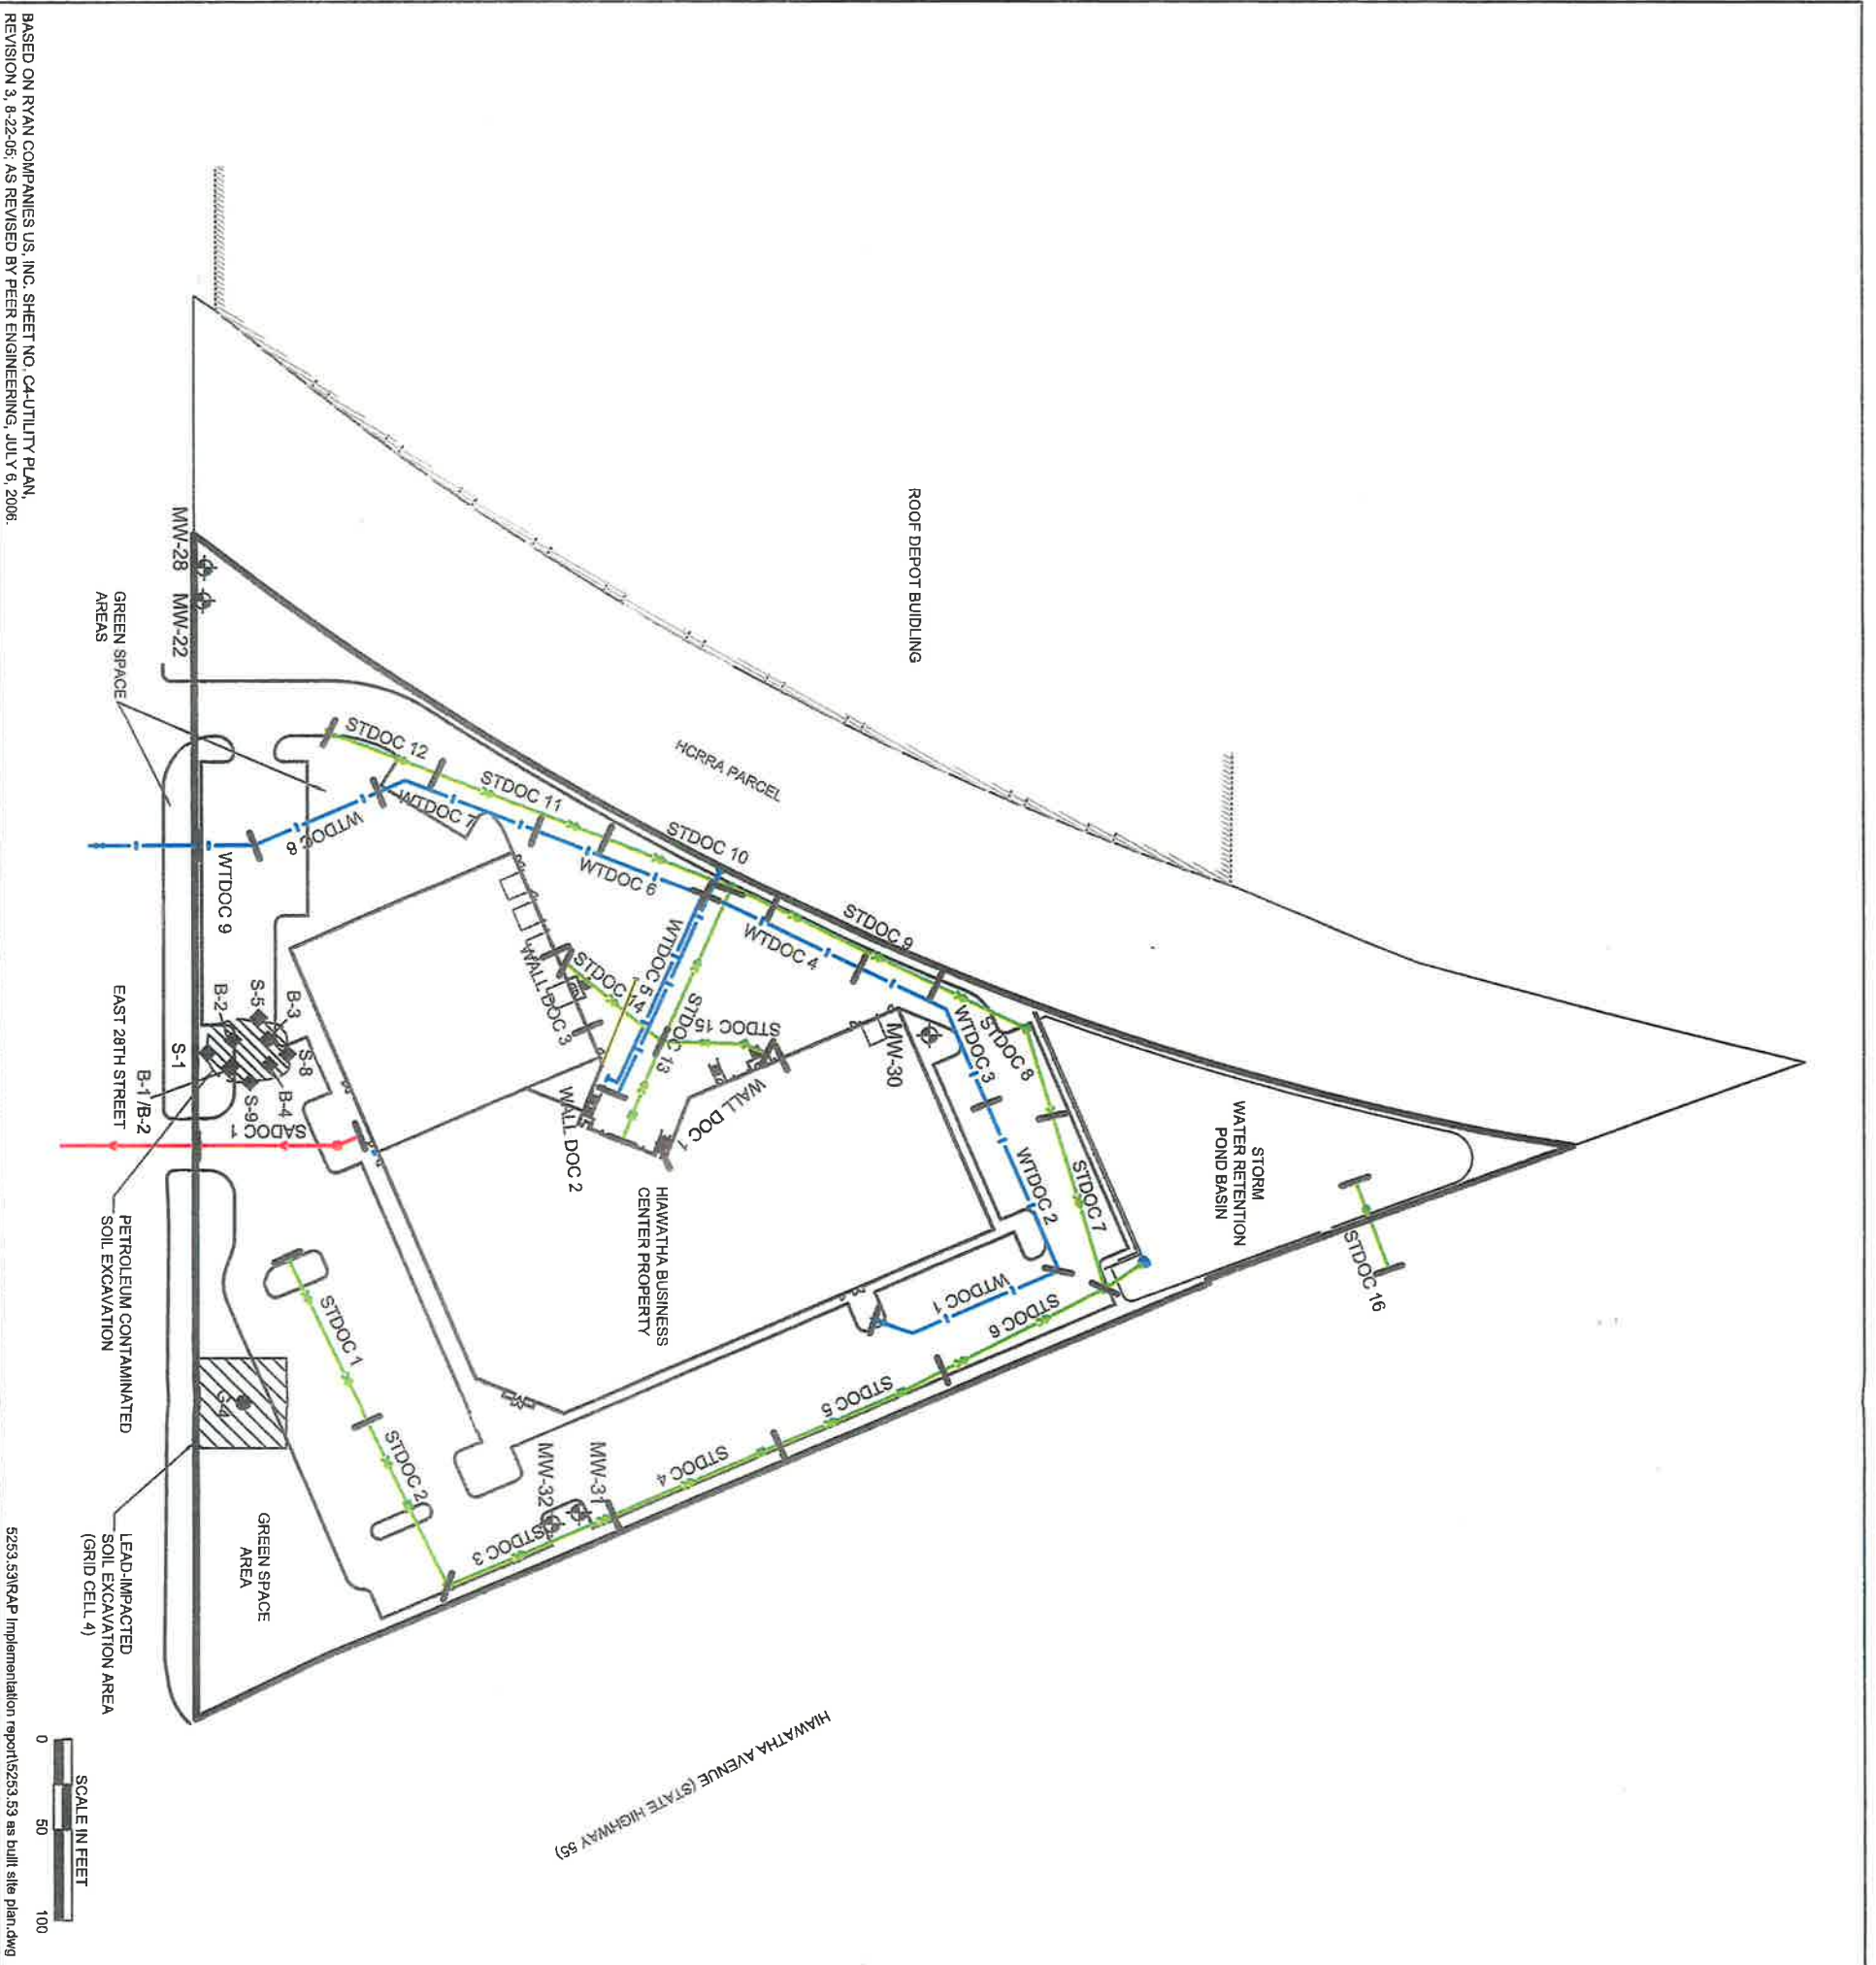 ROOF DEPOT BUIDLING
HCRRA PARCEL
STORM
WATER RETENTION
POND BASIN
STDOC 16
STDOC 12
STDOC 11
STDOC 10
STDOC 9
STDOC 8
STDOC 7
STDOC 6
STDOC 5
STDOC 4
STDOC 3
STDOC 2
STDOC 1
STDOC 13
STDOC 14
STDOC 15
WTDOC 1
WTDOC 2
WTDOC 3
WTDOC 4
WTDOC 5
WTDOC 6
WTDOC 7
WTDOC 8
WTDOC 9
WALL DOC 1
WALL DOC 2
WALL DOC 3
MW-30
MW-31
MW-32
MW-28
MW-22
HIAWATHA BUSINESS
CENTER PROPERTY
GREEN SPACE
AREAS
S-5
B-3
B-2
S-8
B-4
S-9
S-1
B-1 /B-2
SADOC 1
EAST 28TH STREET
PETROLEUM CONTAMINATED
SOIL EXCAVATION
G4
GREEN SPACE
AREA
LEAD-IMPACTED
SOIL EXCAVATION AREA
(GRID CELL 4)
HIAWATHA AVENUE (STATE HIGHWAY 55)
SCALE IN FEET
0 50 100
BASED ON RYAN COMPANIES US, INC. SHEET NO. C4-UTILITY PLAN,
REVISION 3, 8-22-05; AS REVISED BY PEER ENGINEERING, JULY 6, 2006.
5253.53\RAP Implementation report\5253.53 as built site plan.dwg